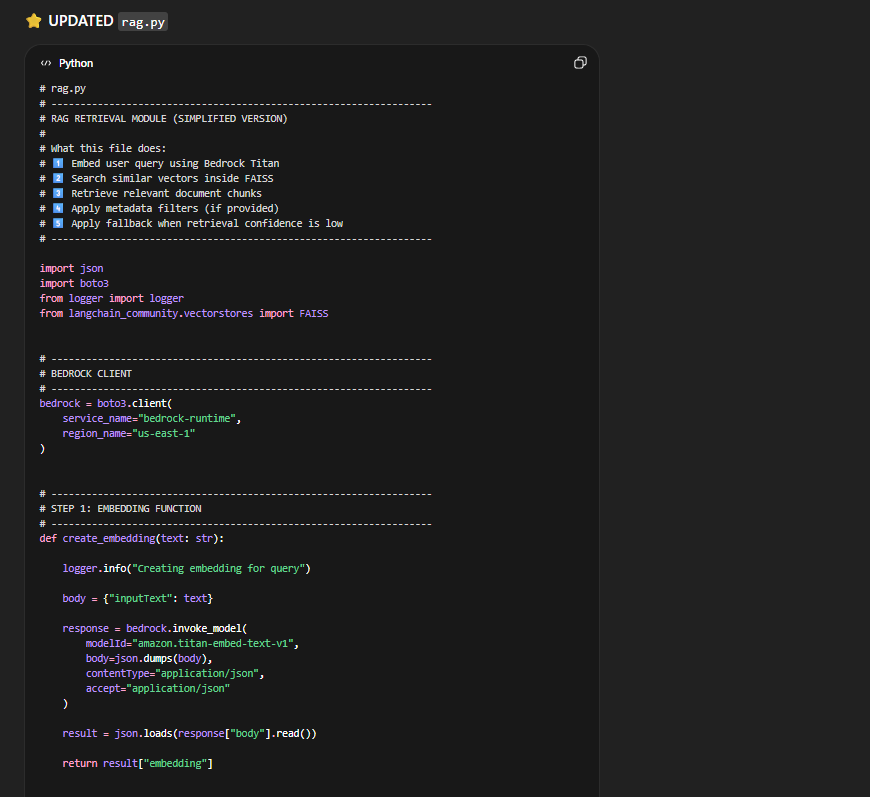 ⭐ UPDATED rag.py
</> Python
# rag.py
# ------------------------------------------------------------------
# RAG RETRIEVAL MODULE (SIMPLIFIED VERSION)
#
# What this file does:
# 1️⃣ Embed user query using Bedrock Titan
# 2️⃣ Search similar vectors inside FAISS
# 3️⃣ Retrieve relevant document chunks
# 4️⃣ Apply metadata filters (if provided)
# 5️⃣ Apply fallback when retrieval confidence is low
# ------------------------------------------------------------------
import json
import boto3
from logger import logger
from langchain_community.vectorstores import FAISS
# ------------------------------------------------------------------
# BEDROCK CLIENT
# ------------------------------------------------------------------
bedrock = boto3.client(
    service_name="bedrock-runtime",
    region_name="us-east-1"
)
# ------------------------------------------------------------------
# STEP 1: EMBEDDING FUNCTION
# ------------------------------------------------------------------
def create_embedding(text: str):
    logger.info("Creating embedding for query")
    body = {"inputText": text}
    response = bedrock.invoke_model(
        modelId="amazon.titan-embed-text-v1",
        body=json.dumps(body),
        contentType="application/json",
        accept="application/json"
    )
    result = json.loads(response["body"].read())
    return result["embedding"]